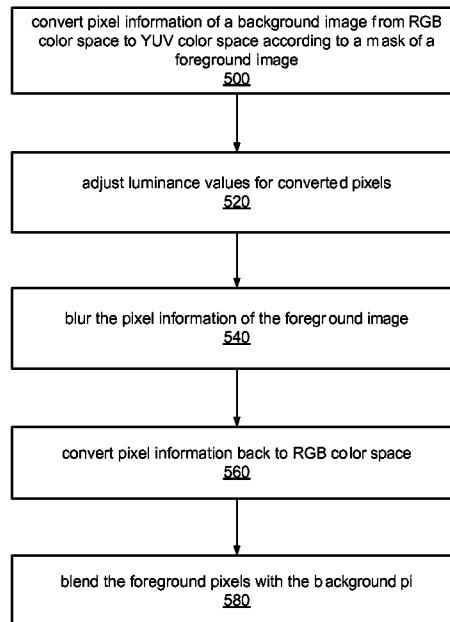 convert pixel information of a background image from RGB
color space to YUV color space according to a mask of a
foreground image
500
adjust luminance values for converted pixels
520
blur the pixel information of the foreground image
540
convert pixel information back to RGB color space
560
blend the foreground pixels with the background pi
580